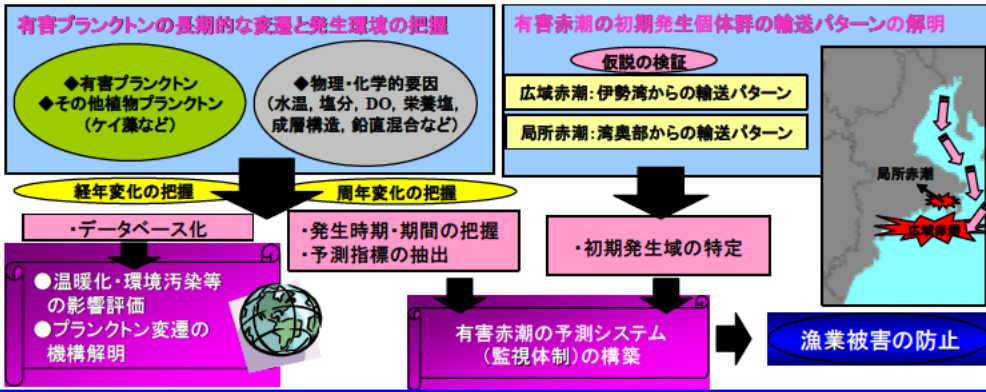 有害プランクトンの長期的な変遷と発生環境の把握
◆有害プランクトン
◆その他植物プランクトン
(ケイ藻など)
◆物理・化学的要因
(水温, 塩分, DO, 栄養塩,
成層構造, 鉛直混合など)
経年変化の把握
周年変化の把握
・データベース化
・発生時期・期間の把握
・予測指標の抽出
●温暖化・環境汚染等
の影響評価
●プランクトン変遷の
機構解明
有害赤潮の初期発生個体群の輸送パターンの解明
仮説の検証
広域赤潮:伊勢湾からの輸送パターン
局所赤潮:湾奥部からの輸送パターン
・初期発生域の特定
局所赤潮
広域赤潮
有害赤潮の予測システム
(監視体制)の構築
漁業被害の防止